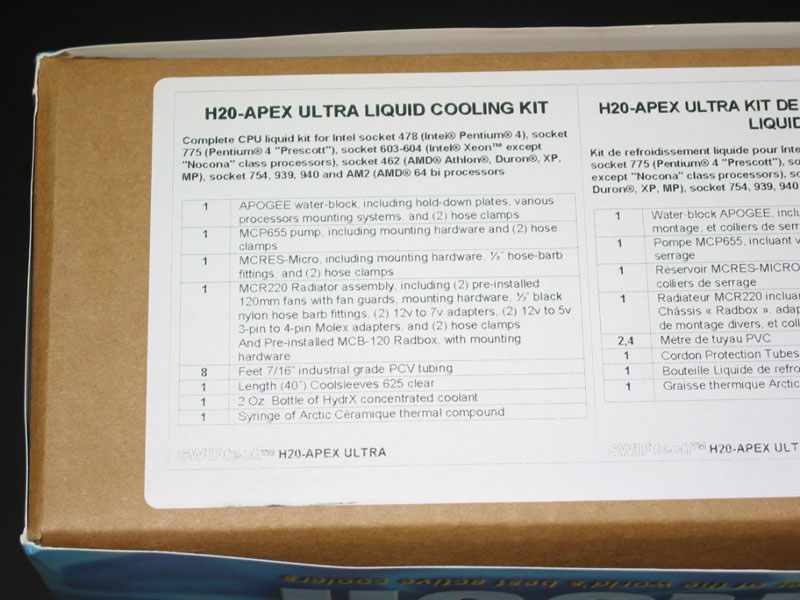 H20-APEX ULTRA LIQUID COOLING KIT
Complete CPU liquid kit for Intel socket 478 (Intel® Pentium® 4), socket
775 (Pentium® 4 "Prescott"), socket 603-604 (Intel® Xeon™ except
"Nocona" class processors), socket 462 (AMD® Athlon®, Duron®, XP,
MP), socket 754, 939, 940 and AM2 (AMD® 64 bi processors
1 APOGEE water-block, including hold-down plates, various
processors mounting systems, and (2) hose clamps
1 MCP655 pump, including mounting hardware and (2) hose
clamps
1 MCRES-Micro, including mounting hardware, ½" hose-barb
fittings, and (2) hose clamps
1 MCR220 Radiator assembly, including (2) pre-installed
120mm fans with fan guards, mounting hardware, ½" black
nylon hose barb fittings, (2) 12v to 7v adapters, (2) 12v to 5v
3-pin to 4-pin Molex adapters, and (2) hose clamps
And Pre-installed MCB-120 Radbox, with mounting
hardware
8 Feet 7/16" industrial grade PCV tubing
1 Length (40") Coolsleeves 625 clear
1 2 Oz. Bottle of HydrX concentrated coolant
1 Syringe of Arctic Céramique thermal compound
SWIFtech™ H20-APEX ULTRA
H20-APEX ULTRA KIT DE
LIQUID
Kit de refroidissement liquide pour Inte
socket 775 (Pentium® 4 "Prescott"), so
except "Nocona" class processors), so
Duron®, XP, MP), socket 754, 939, 940
1 Water-block APOGEE, inclu
montage, et colliers de serr
1 Pompe MCP655, incluant v
serrage
1 Réservoir MCRES-MICRO
colliers de serrage
1 Radiateur MCR220 incluan
Châssis « Radbox », adap
de montage divers, et colli
2,4 Mètre de tuyau PVC
1 Cordon Protection Tubes
1 Bouteille Liquide de refro
1 Graisse thermique Arctic
SWIFtech™ H20-APEX ULT
er of the world's best active coolers